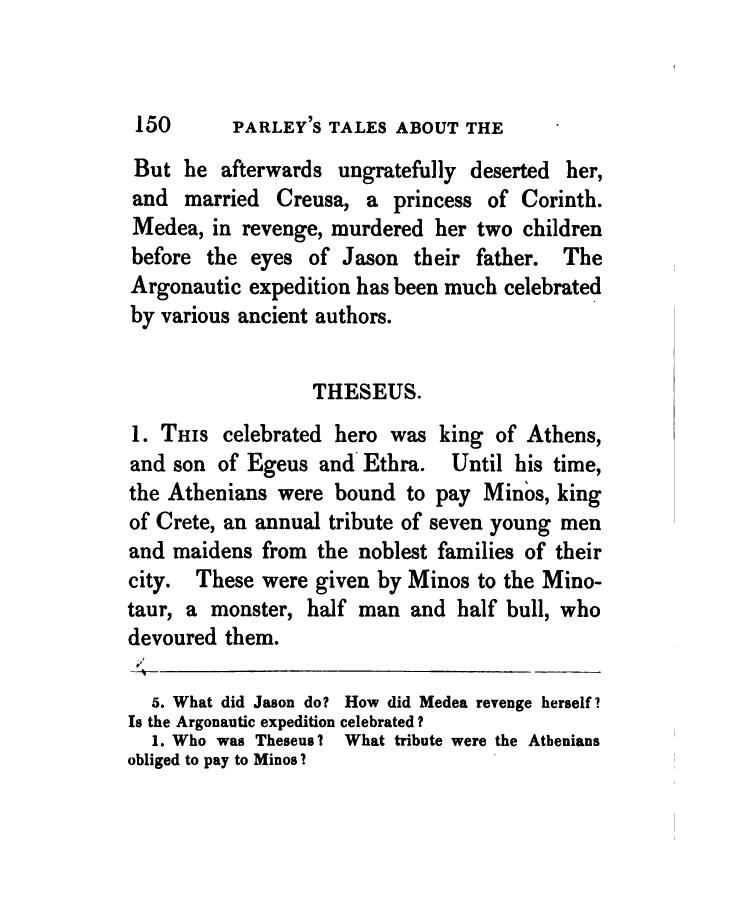 150 PARLEY'S TALES ABOUT THE
But he afterwards ungratefully deserted her,
and married Creusa, a princess of Corinth.
Medea, in revenge, murdered her two children
before the eyes of Jason their father. The
Argonautic expedition has been much celebrated
by various ancient authors.
THESEUS.
1. THIS celebrated hero was king of Athens,
and son of Egeus and Ethra. Until his time,
the Athenians were bound to pay Minos, king
of Crete, an annual tribute of seven young men
and maidens from the noblest families of their
city. These were given by Minos to the Mino-
taur, a monster, half man and half bull, who
devoured them.
5. What did Jason do? How did Medea revenge herself?
Is the Argonautic expedition celebrated?
1. Who was Theseus? What tribute were the Athenians
obliged to pay to Minos?